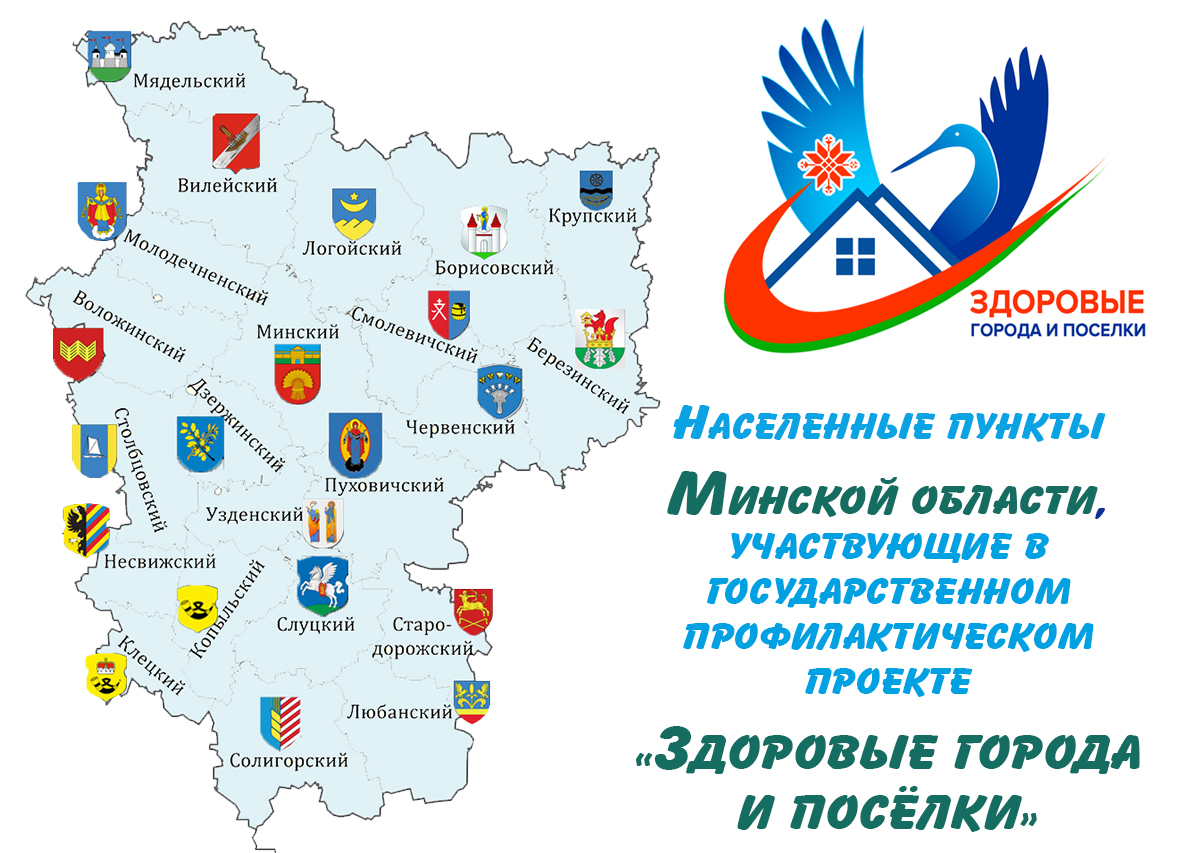 Мядельский
Вилейский
Крупский
Логойский
Борисовский
Молодечненский
Воложинский
Минский
Смолевичский
Березинский
Дзержинский
Червенский
Столбцовский
Пуховичский
Узденский
Несвижский
Копыльский
Слуцкий
Старо-
дорожский
Клецкий
Любанский
Солигорский
ЗДОРОВЫЕ
ГОРОДА И ПОСЕЛКИ
Населенные пункты
Минской области,
участвующие в
государственном
профилактическом
проекте
«Здоровые города
и посёлки»